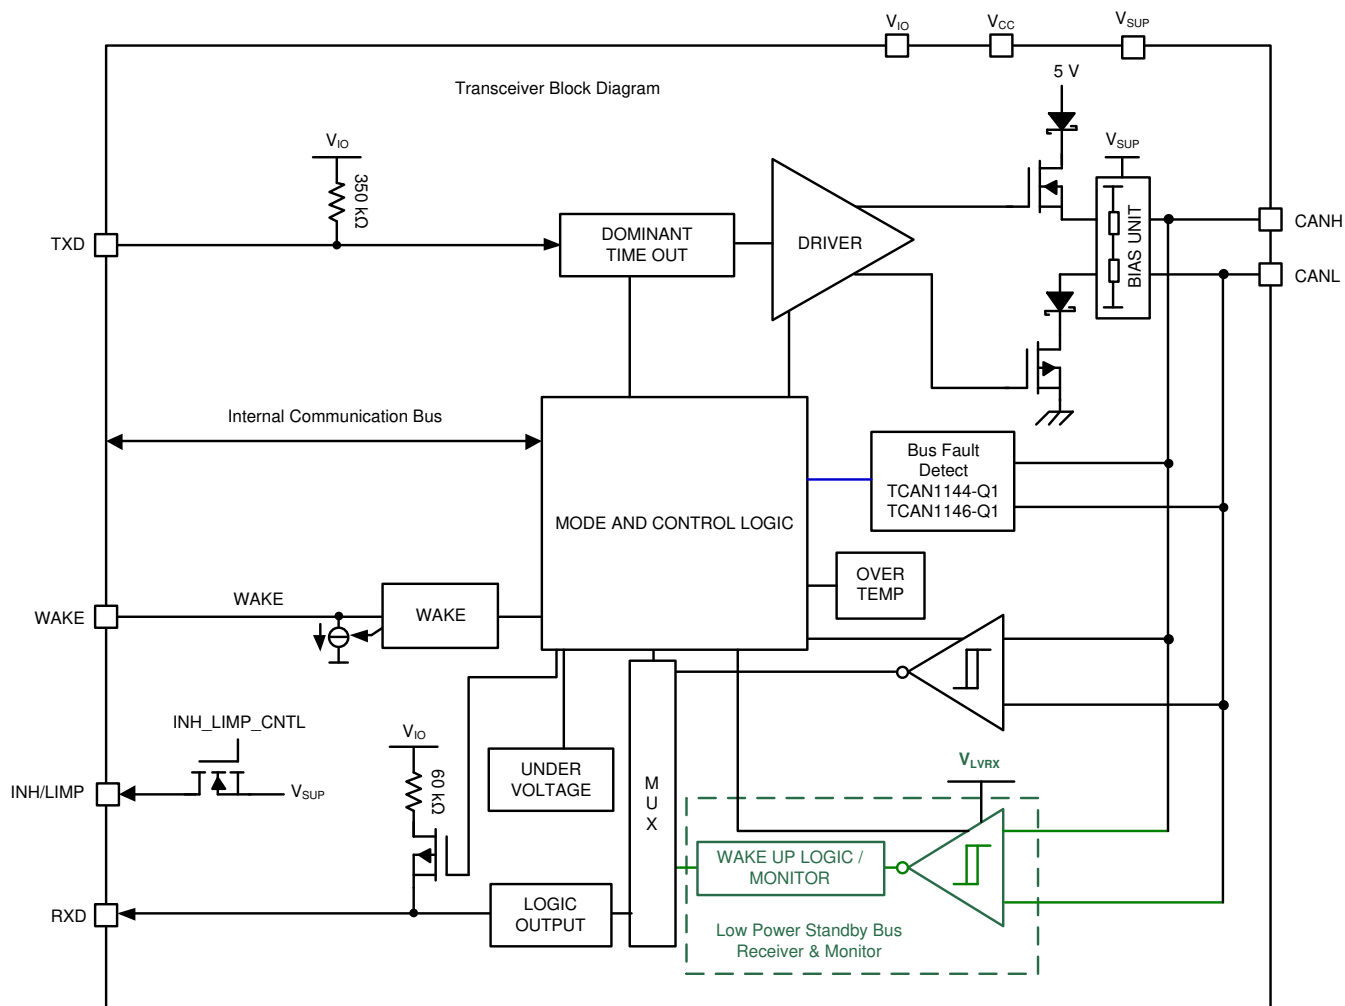 VIO
VCC
VSUP
Transceiver Block Diagram
5 V
VIO
350 kΩ
VSUP
TXD
DOMINANT
TIME OUT
DRIVER
BIAS UNIT
CANH
CANL
Internal Communication Bus
MODE AND CONTROL LOGIC
Bus Fault
Detect
TCAN1144-Q1
TCAN1146-Q1
OVER
TEMP
WAKE
WAKE
WAKE
INH_LIMP_CNTL
INH/LIMP
VSUP
VIO
60 kΩ
UNDER
VOLTAGE
M
U
X
VLVRX
WAKE UP LOGIC /
MONITOR
Low Power Standby Bus
Receiver & Monitor
RXD
LOGIC
OUTPUT